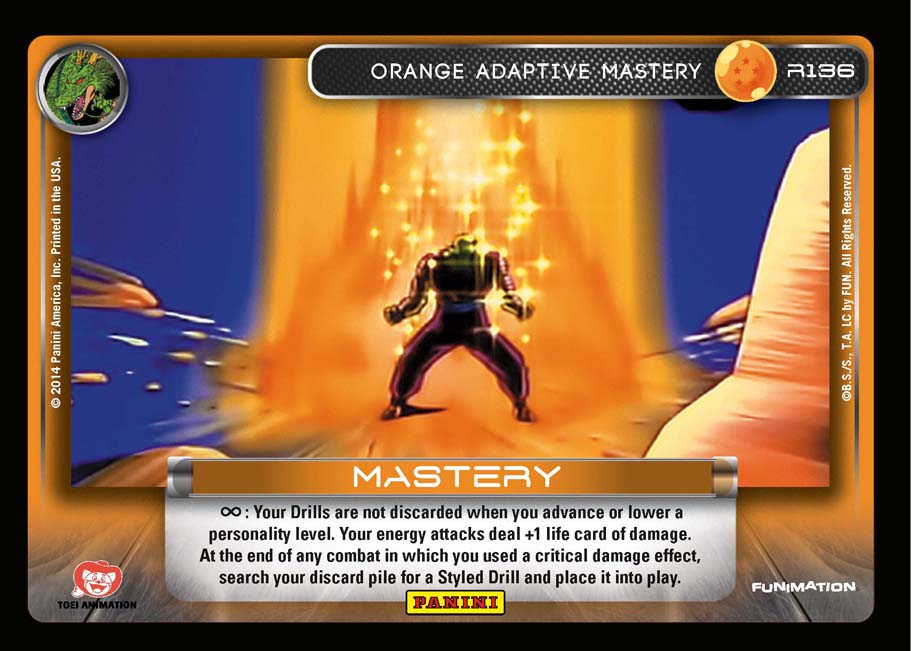 ORANGE ADAPTIVE MASTERY R136
© 2014 Panini America, Inc. Printed in the USA.
©B.S./S., T.A. LC by FUN. All Rights Reserved.
MASTERY
∞: Your Drills are not discarded when you advance or lower a
personality level. Your energy attacks deal +1 life card of damage.
At the end of any combat in which you used a critical damage effect,
search your discard pile for a Styled Drill and place it into play.
TOEI ANIMATION
PANINI
FUNIMATION